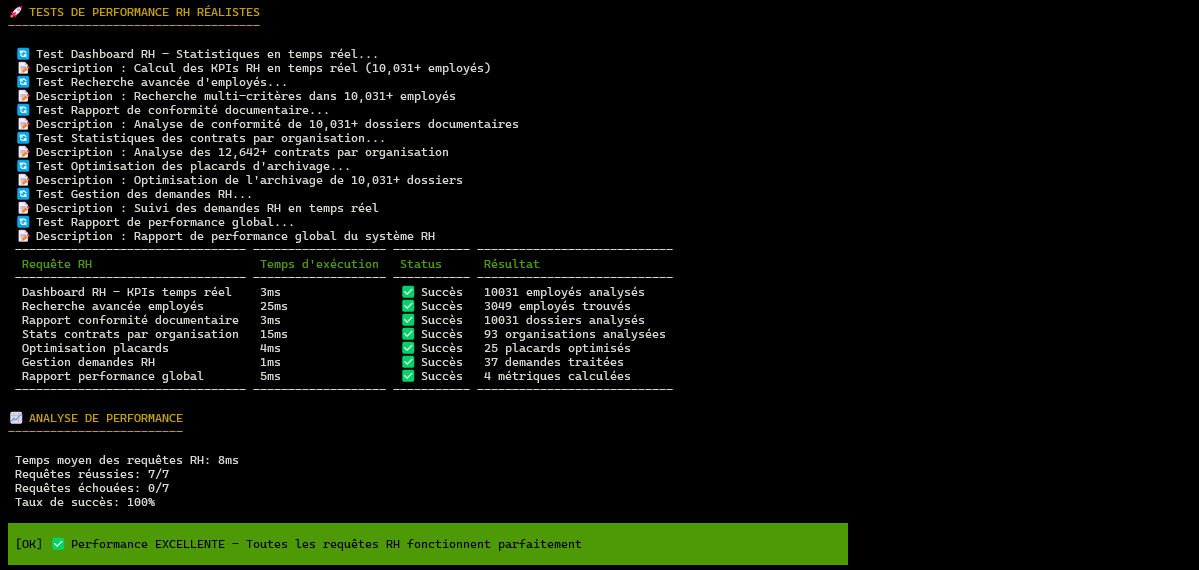 🚀 TESTS DE PERFORMANCE RH RÉALISTES
🔄 Test Dashboard RH - Statistiques en temps réel...
📝 Description : Calcul des KPIs RH en temps réel (10,031+ employés)
🔄 Test Recherche avancée d'employés...
📝 Description : Recherche multi-critères dans 10,031+ employés
🔄 Test Rapport de conformité documentaire...
📝 Description : Analyse de conformité de 10,031+ dossiers documentaires
🔄 Test Statistiques des contrats par organisation...
📝 Description : Analyse des 12,642+ contrats par organisation
🔄 Test Optimisation des placards d'archivage...
📝 Description : Optimisation de l'archivage de 10,031+ dossiers
🔄 Test Gestion des demandes RH...
📝 Description : Suivi des demandes RH en temps réel
🔄 Test Rapport de performance global...
📝 Description : Rapport de performance global du système RH
Requête RH Temps d'exécution Status Résultat
Dashboard RH - KPIs temps réel 3ms ✅ Succès 10031 employés analysés
Recherche avancée employés 25ms ✅ Succès 3049 employés trouvés
Rapport conformité documentaire 3ms ✅ Succès 10031 dossiers analysés
Stats contrats par organisation 15ms ✅ Succès 93 organisations analysées
Optimisation placards 4ms ✅ Succès 25 placards optimisés
Gestion demandes RH 1ms ✅ Succès 37 demandes traitées
Rapport performance global 5ms ✅ Succès 4 métriques calculées
📈 ANALYSE DE PERFORMANCE
Temps moyen des requêtes RH: 8ms
Requêtes réussies: 7/7
Requêtes échouées: 0/7
Taux de succès: 100%
[OK] ✅ Performance EXCELLENTE - Toutes les requêtes RH fonctionnent parfaitement